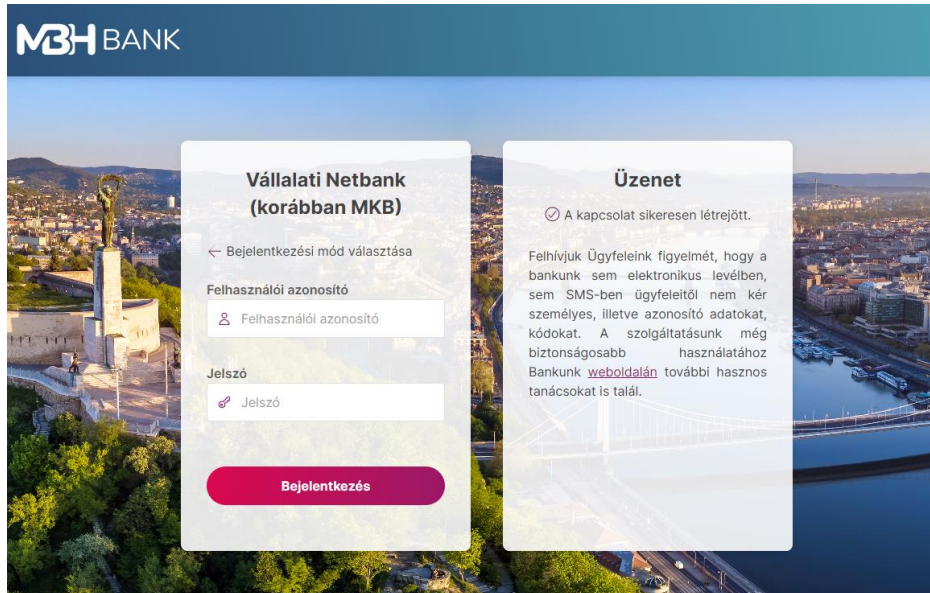 MBH BANK
Vállalati Netbank
(korábban MKB)
← Bejelentkezési mód választása
Felhasználói azonosító
Felhasználói azonosító
Jelszó
Jelszó
Bejelentkezés
Üzenet
A kapcsolat sikeresen létrejött.
Felhívjuk Ügyfeleink figyelmét, hogy a
bankunk sem elektronikus levélben,
sem SMS-ben ügyfeleitől nem kér
személyes, illetve azonosító adatokat,
kódokat. A szolgáltatásunk még
biztonságosabb használatához
Bankunk weboldalán további hasznos
tanácsokat is talál.